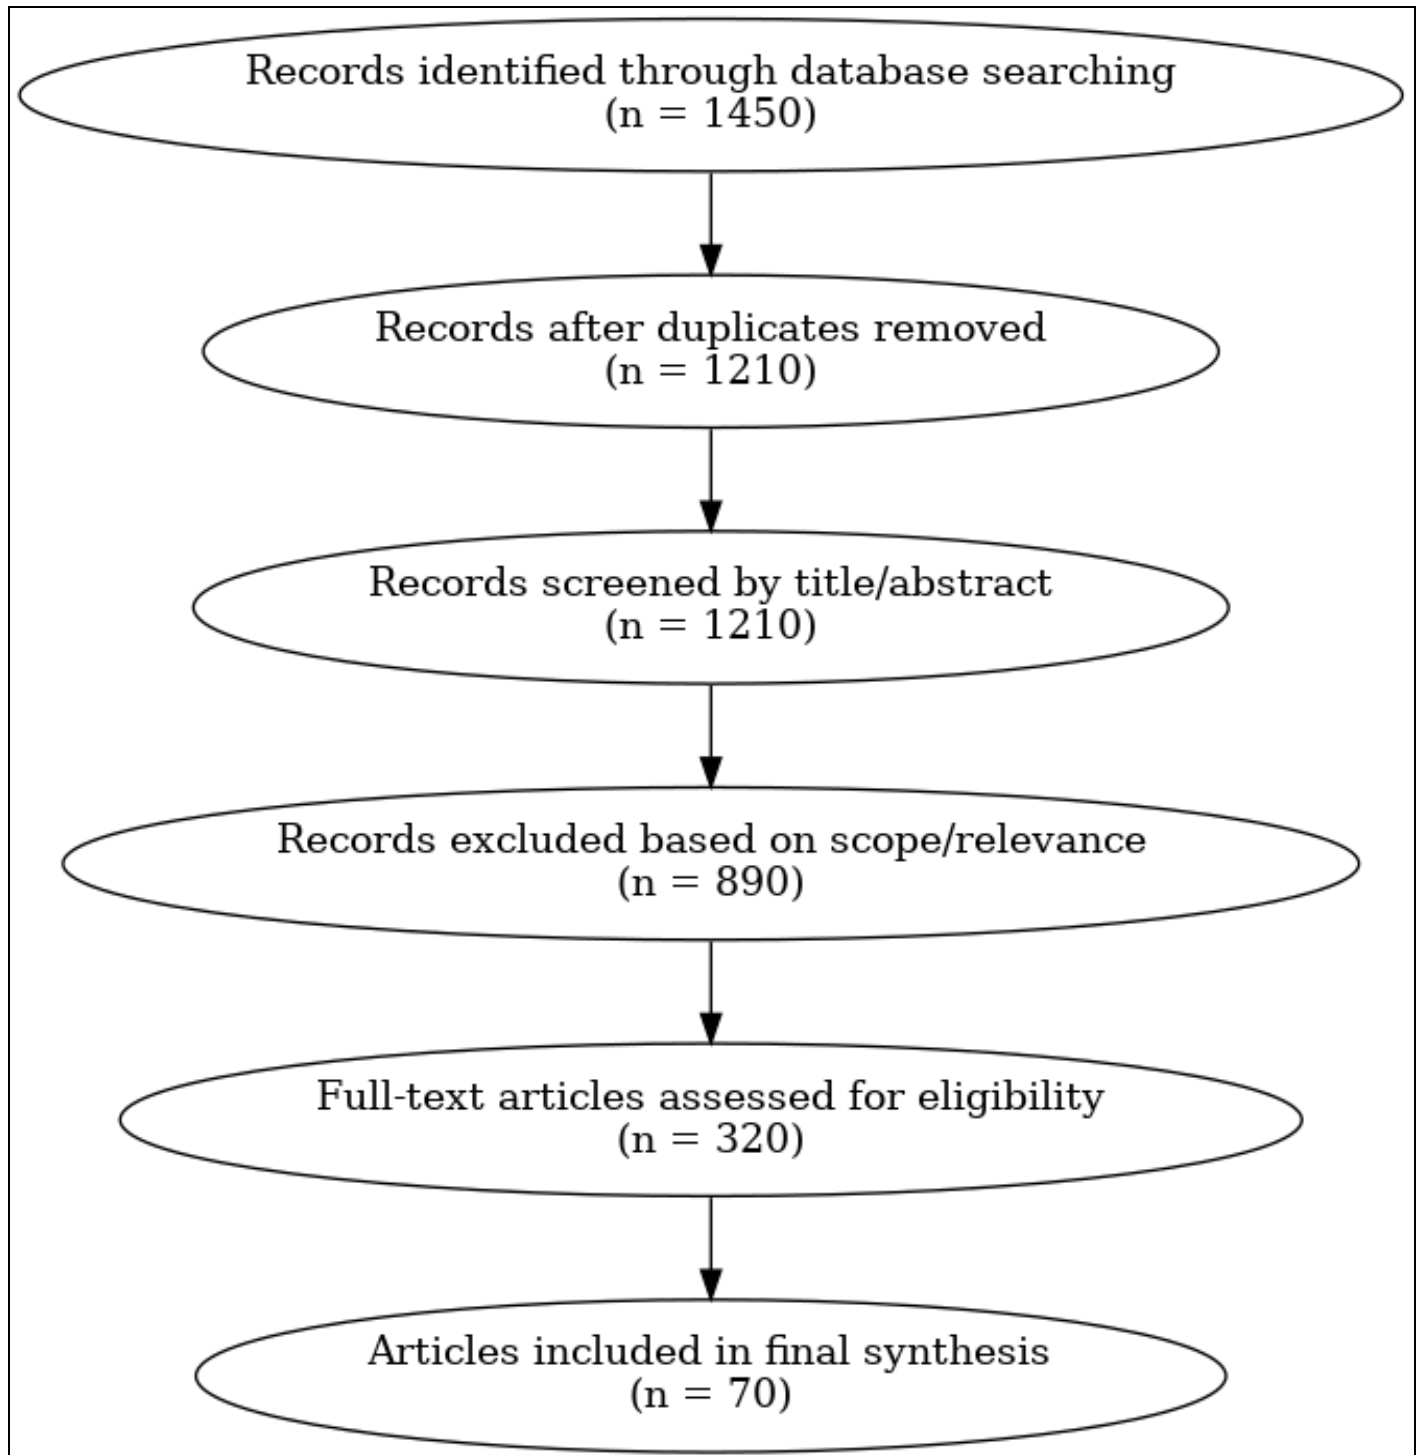 Records identified through database searching
(n = 1450)
Records after duplicates removed
(n = 1210)
Records screened by title/abstract
(n = 1210)
Records excluded based on scope/relevance
(n = 890)
Full-text articles assessed for eligibility
(n = 320)
Articles included in final synthesis
(n = 70)